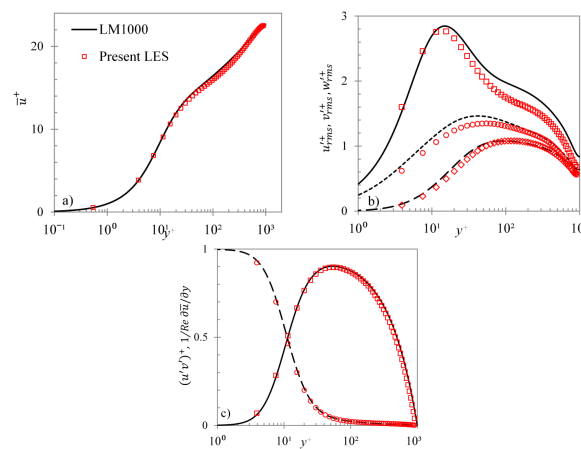 LM1000
Present LES
20
10
0
u̅⁺
a)
10⁻¹ 10⁰ 10¹ 10² 10³
y⁺
3
2
1
0
u'⁺rms, v'⁺rms, w'⁺rms
b)
10⁰ 10¹ 10² 10
y⁺
1
0.5
0
(u'v')⁺, 1/Re ∂u̅/∂y
c)
10⁰ 10¹ 10² 10³
y⁺